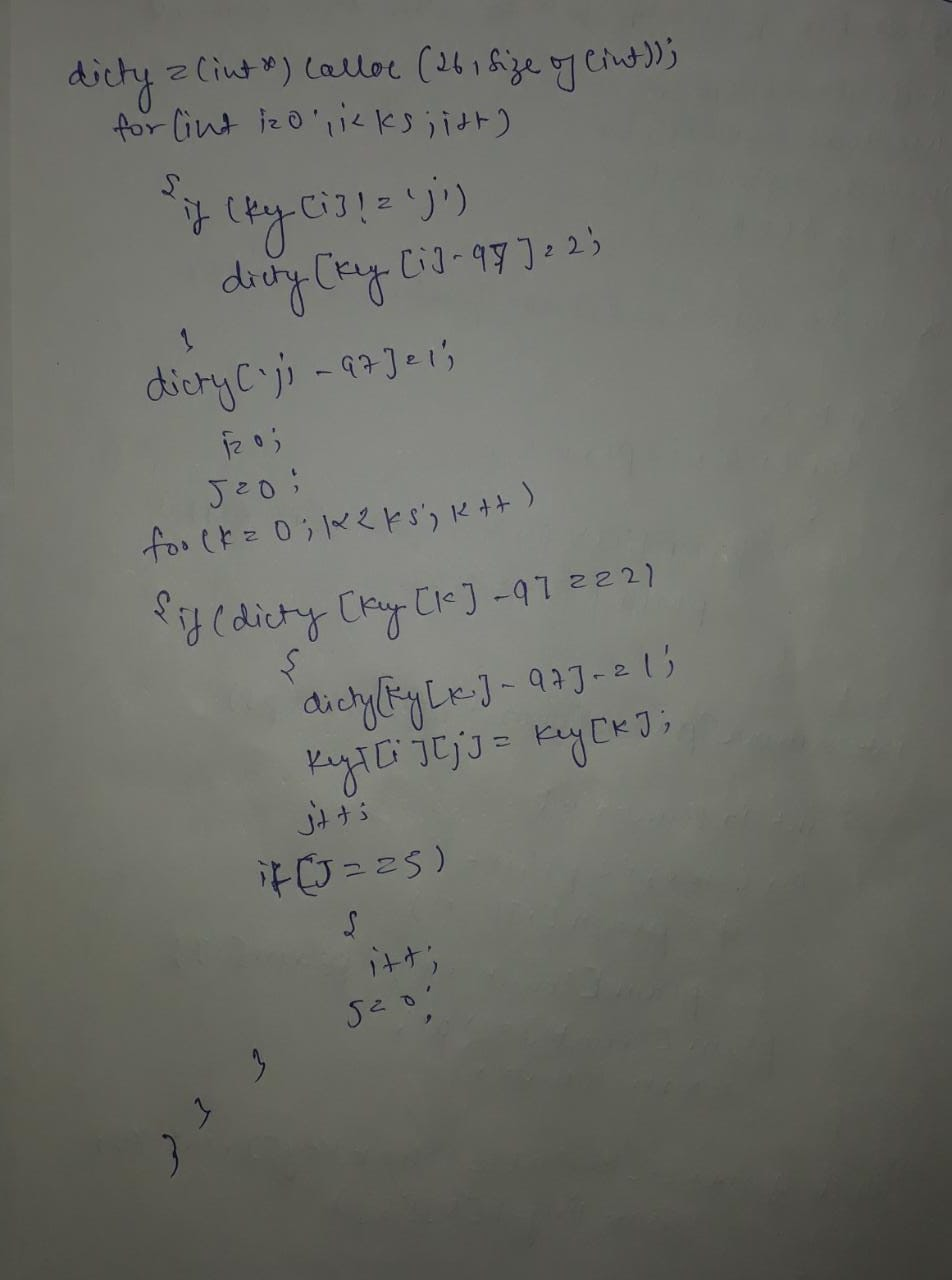 dicty = (int*) calloc (26, size of (int));
for (int i=0; i< ks; i++)
{
if (key[i] != 'j')
dicty [key [i] - 97] = 2;
}
dicty['j' - 97] = 1;
i=0;
J=0;
for (k=0; k<ks; k++)
{ if (dicty [key [k] - 97 == 2)
{
dicty[key[k] - 97] -= 1;
keyT[i][j] = key[k];
j++;
if (J==5)
{
i++;
J=0;
}
}
}